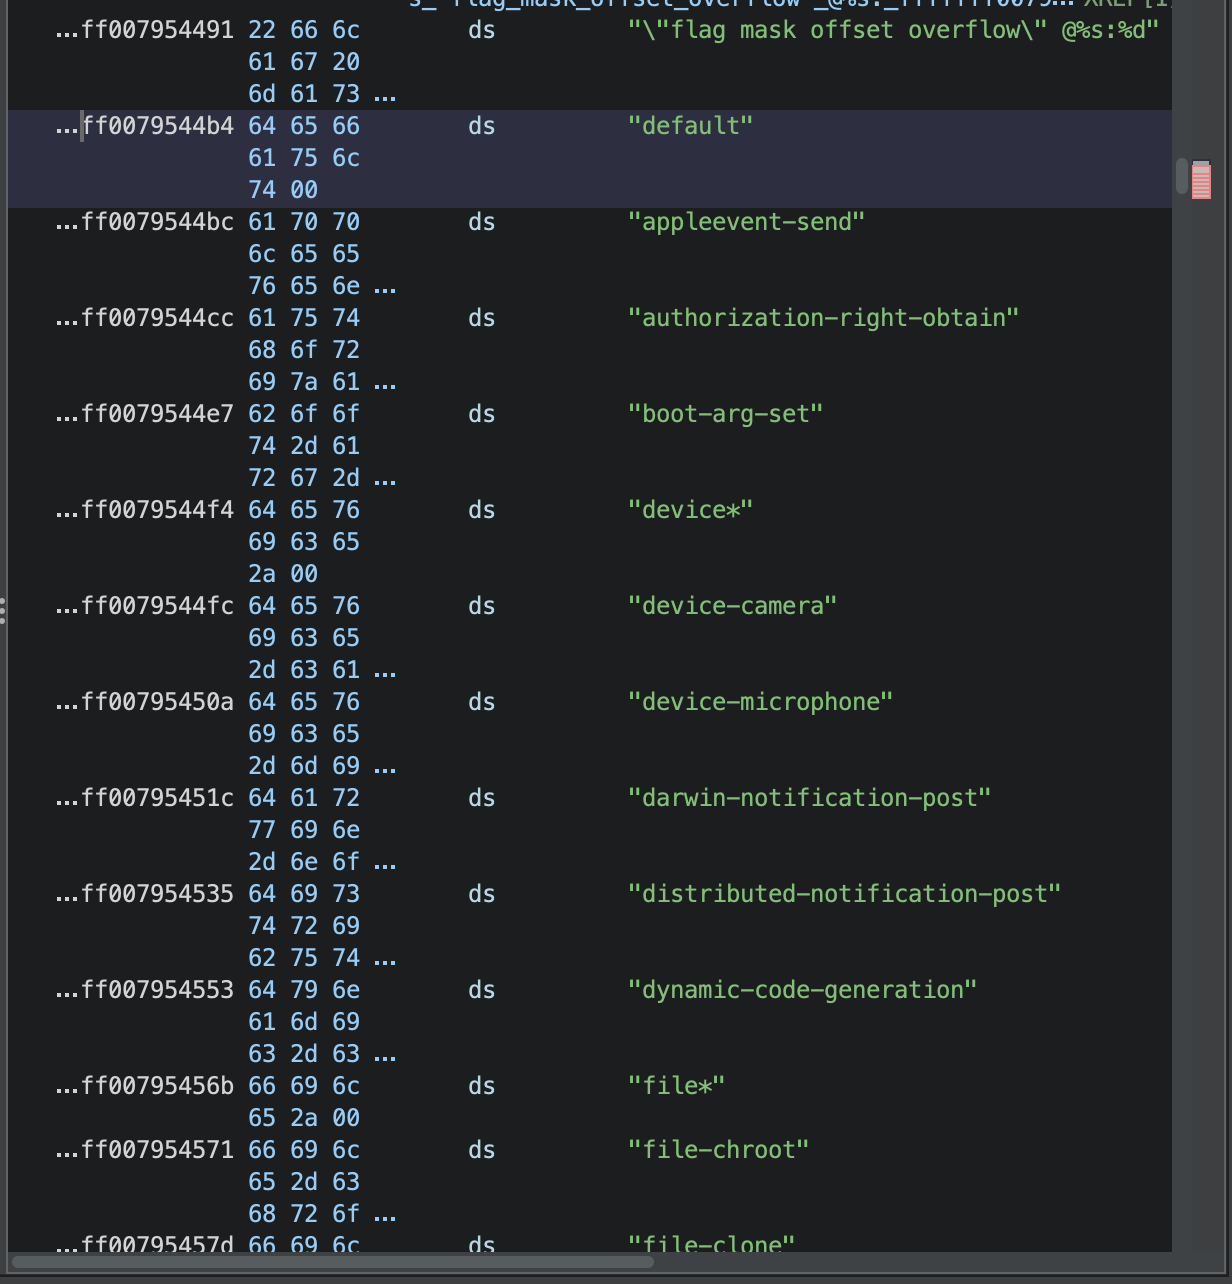 …ff007954491 22 66 6c ds "\"flag mask offset overflow\" @%s:%d"
61 67 20
6d 61 73 ...
…ff0079544b4 64 65 66 ds "default"
61 75 6c
74 00
…ff0079544bc 61 70 70 ds "appleevent-send"
6c 65 65
76 65 6e ...
…ff0079544cc 61 75 74 ds "authorization-right-obtain"
68 6f 72
69 7a 61 ...
…ff0079544e7 62 6f 6f ds "boot-arg-set"
74 2d 61
72 67 2d ...
…ff0079544f4 64 65 76 ds "device*"
69 63 65
2a 00
…ff0079544fc 64 65 76 ds "device-camera"
69 63 65
2d 63 61 ...
…ff00795450a 64 65 76 ds "device-microphone"
69 63 65
2d 6d 69 ...
…ff00795451c 64 61 72 ds "darwin-notification-post"
77 69 6e
2d 6e 6f ...
…ff007954535 64 69 73 ds "distributed-notification-post"
74 72 69
62 75 74 ...
…ff007954553 64 79 6e ds "dynamic-code-generation"
61 6d 69
63 2d 63 ...
…ff00795456b 66 69 6c ds "file*"
65 2a 00
…ff007954571 66 69 6c ds "file-chroot"
65 2d 63
68 72 6f ...
…ff00795457d 66 69 6c ds "file-clone"